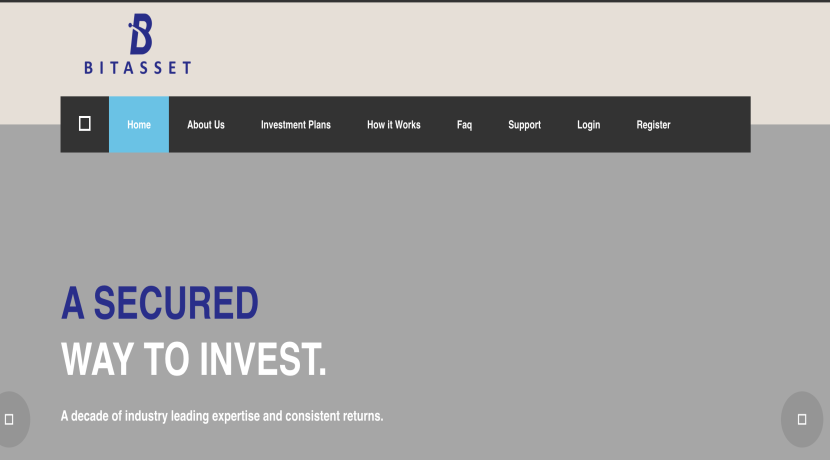 BITASSET
Home About Us Investment Plans How it Works Faq Support Login Register
A SECURED
WAY TO INVEST.
A decade of industry leading expertise and consistent returns.